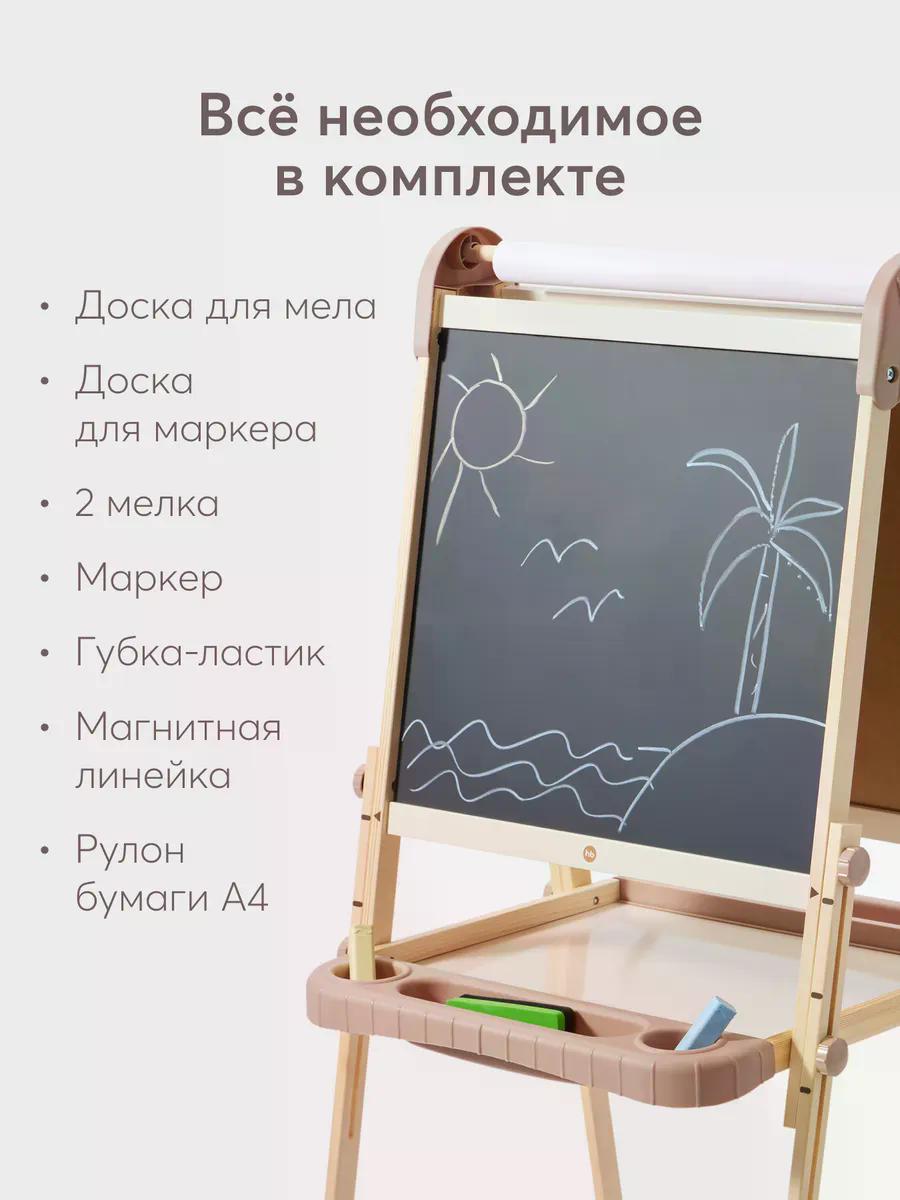 Всё необходимое
в комплекте
• Доска для мела
• Доска
для маркера
• 2 мелка
• Маркер
• Губка-ластик
• Магнитная
линейка
• Рулон
бумаги А4
hb